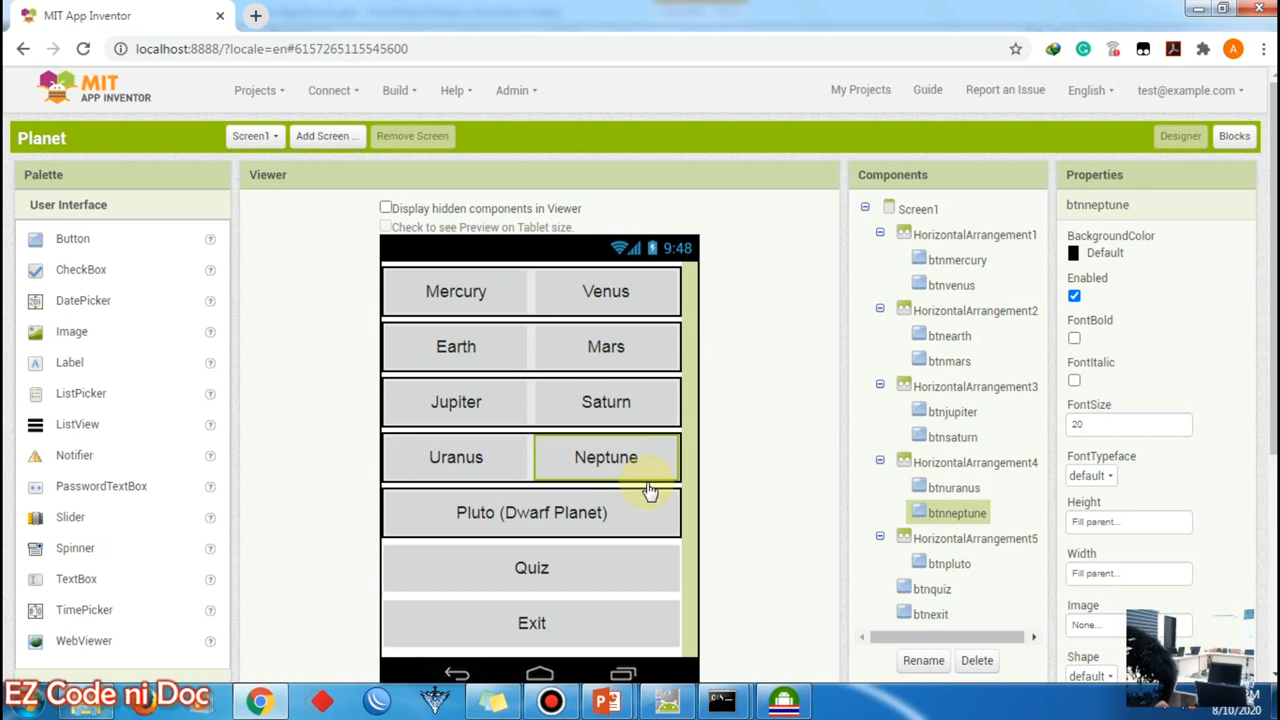 MIT App Inventor
localhost:8888/?locale=en#6157265115545600
A
MIT
APP INVENTOR
Projects
Connect
Build
Help
Admin
My Projects
Guide
Report an Issue
English
test@example.com
Planet
Screen1
Add Screen ...
Remove Screen
Designer
Blocks
Palette
Viewer
Components
Properties
User Interface
Button
CheckBox
DatePicker
Image
Label
ListPicker
ListView
Notifier
PasswordTextBox
Slider
Spinner
TextBox
TimePicker
WebViewer
Display hidden components in Viewer
Check to see Preview on Tablet size.
9:48
Mercury
Venus
Earth
Mars
Jupiter
Saturn
Uranus
Neptune
Pluto (Dwarf Planet)
Quiz
Exit
Screen1
HorizontalArrangement1
btnmercury
btnvenus
HorizontalArrangement2
btnearth
btnmars
HorizontalArrangement3
btnjupiter
btnsaturn
HorizontalArrangement4
btnuranus
btnneptune
HorizontalArrangement5
btnpluto
btnquiz
btnexit
Rename
Delete
btnneptune
BackgroundColor
Default
Enabled
FontBold
FontItalic
FontSize
20
FontTypeface
default
Height
Fill parent...
Width
Fill parent...
Image
None...
Shape
default
EZ Code ni Doc
8/10/2020